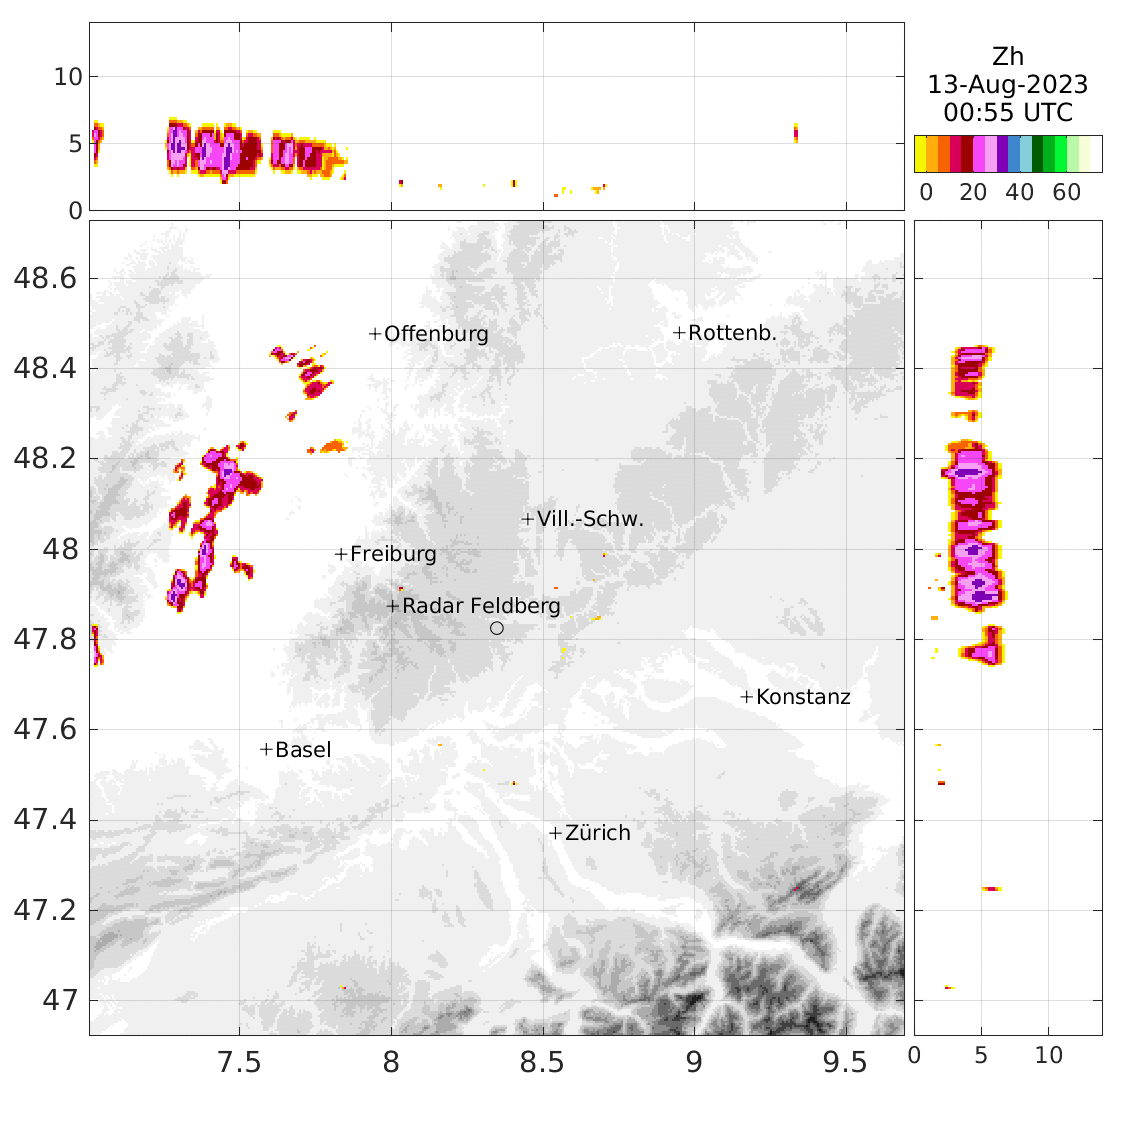 Zh
13-Aug-2023
00:55 UTC
0 20 40 60
10
5
0
48.6
48.4
48.2
48
47.8
47.6
47.4
47.2
47
Offenburg
Rottenb.
Vill.-Schw.
Freiburg
Radar Feldberg
Konstanz
Basel
Zürich
7.5 8 8.5 9 9.5
0 5 10